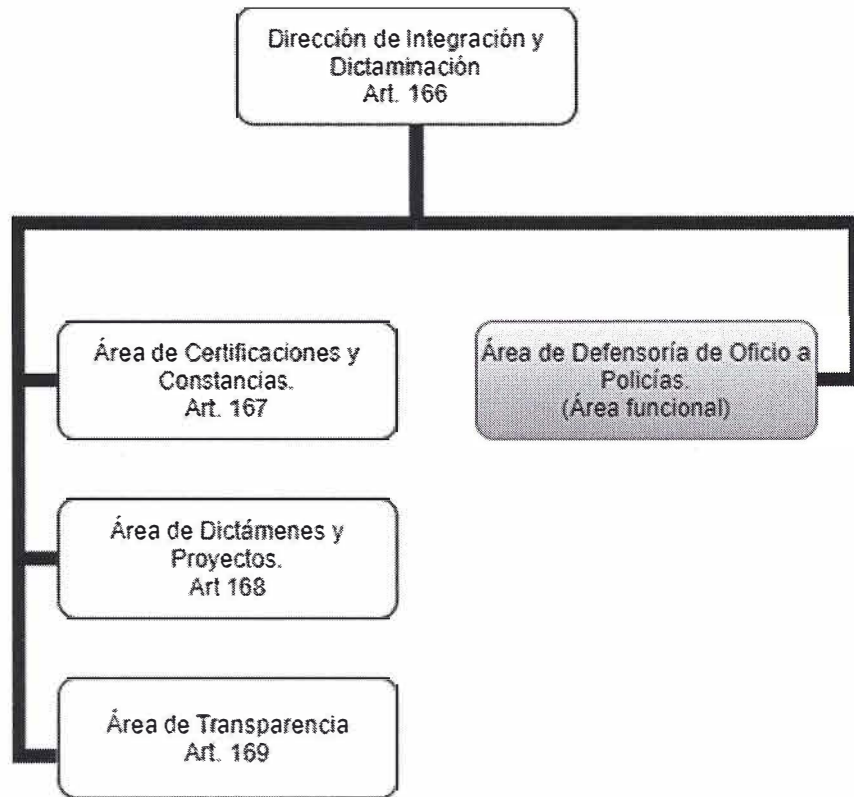 Dirección de Integración y
Dictaminación
Art. 166
Área de Certificaciones y
Constancias.
Art. 167
Área de Defensoría de Oficio a
Policías.
(Área funcional)
Área de Dictámenes y
Proyectos.
Art 168
Área de Transparencia
Art. 169